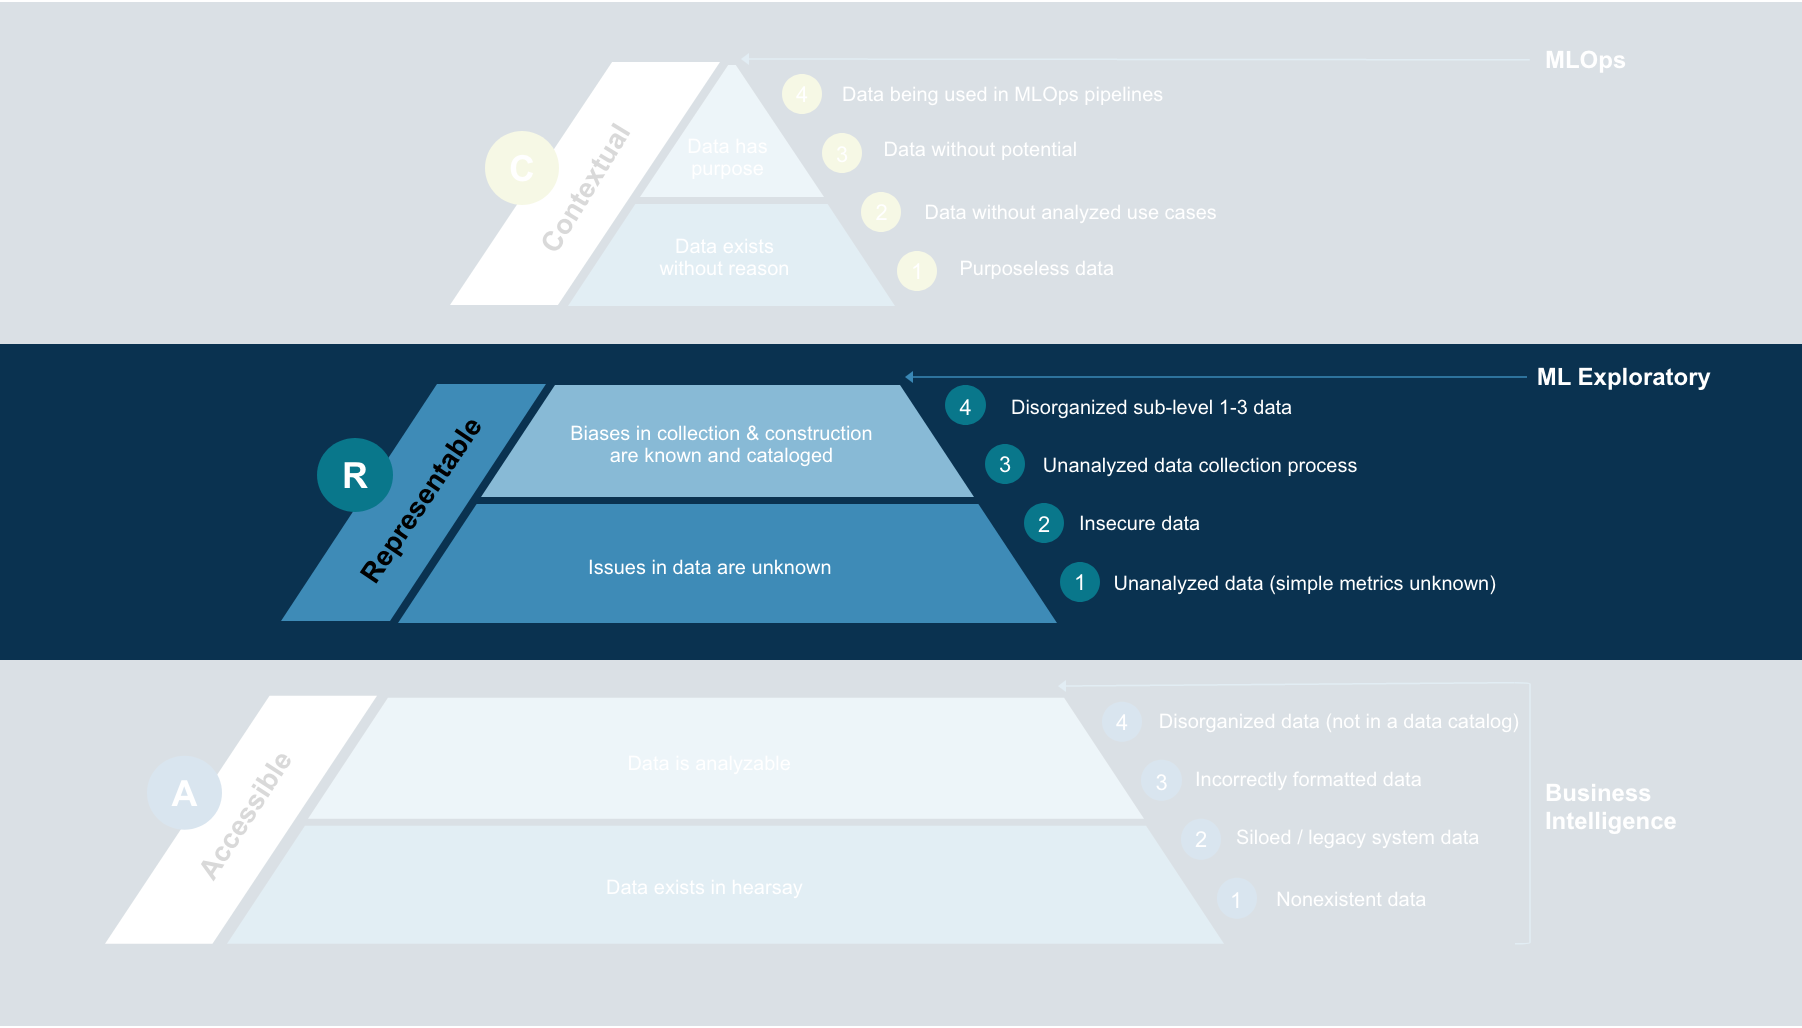 MLOps
4 Data being used in MLOps pipelines
3 Data without potential
2 Data without analyzed use cases
1 Purposeless data
C
Contextual
Data has
purpose
Data exists
without reason
ML Exploratory
4 Disorganized sub-level 1-3 data
3 Unanalyzed data collection process
2 Insecure data
1 Unanalyzed data (simple metrics unknown)
R
Representable
Biases in collection & construction
are known and cataloged
Issues in data are unknown
4 Disorganized data (not in a data catalog)
3 Incorrectly formatted data
2 Siloed / legacy system data
1 Nonexistent data
Business
Intelligence
A
Accessible
Data is analyzable
Data exists in hearsay